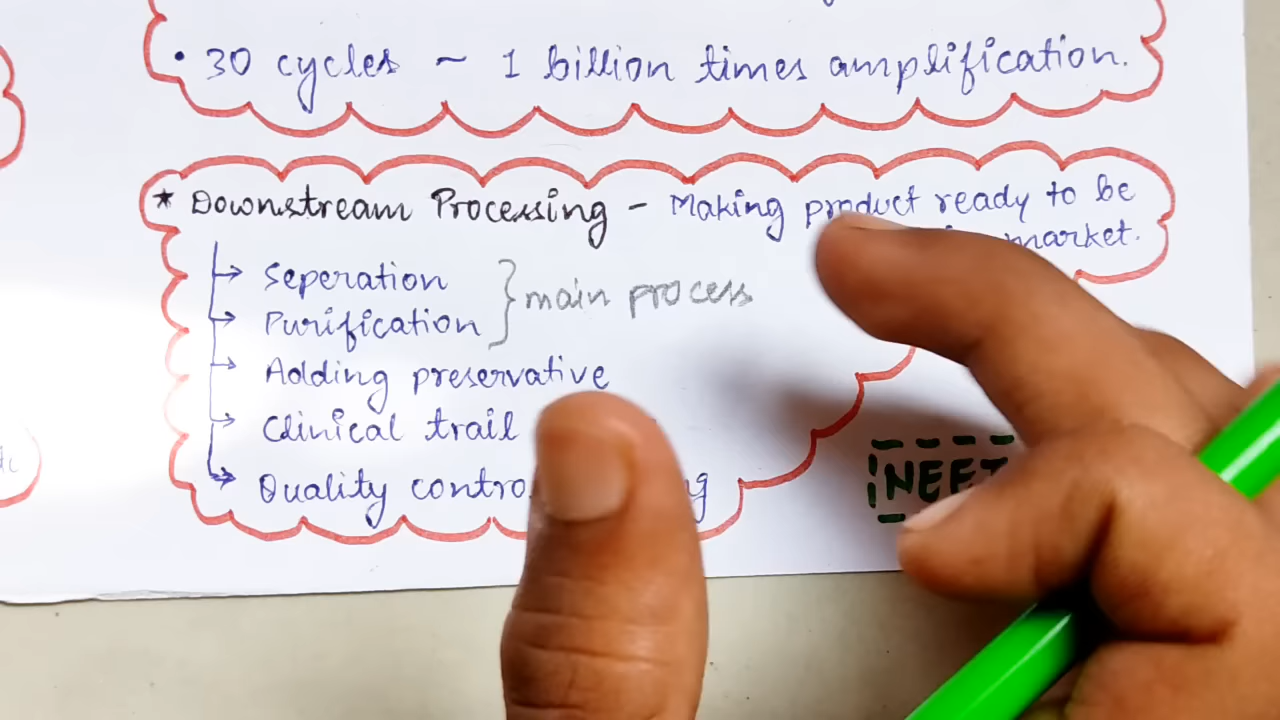 • 30 cycles ~ 1 billion times amplification.
★ Downstream Processing - Making product ready to be
market.
→ Seperation
→ Purification } main process
→ Adding preservative
→ Clinical trail
→ Quality
NEET